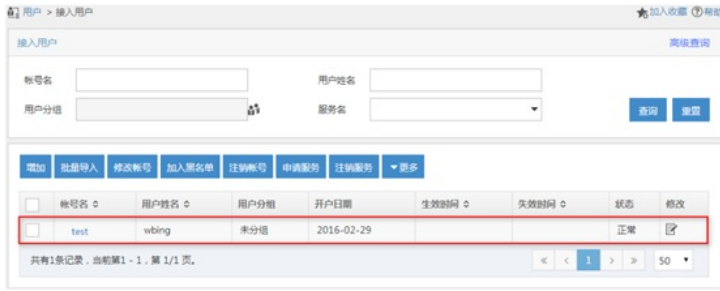 用户 > 接入用户 加入收藏 ?帮助
接入用户 高级查询
帐号名 用户姓名
用户分组 服务名 查询 重置
增加 批量导入 修改帐号 加入黑名单 注销帐号 申请服务 注销服务 更多
帐号名 用户姓名 用户分组 开户日期 生效时间 失效时间 状态 修改
test wbing 未分组 2016-02-29 正常
共有1条记录，当前第1 - 1，第 1/1 页。 « < 1 > » 50